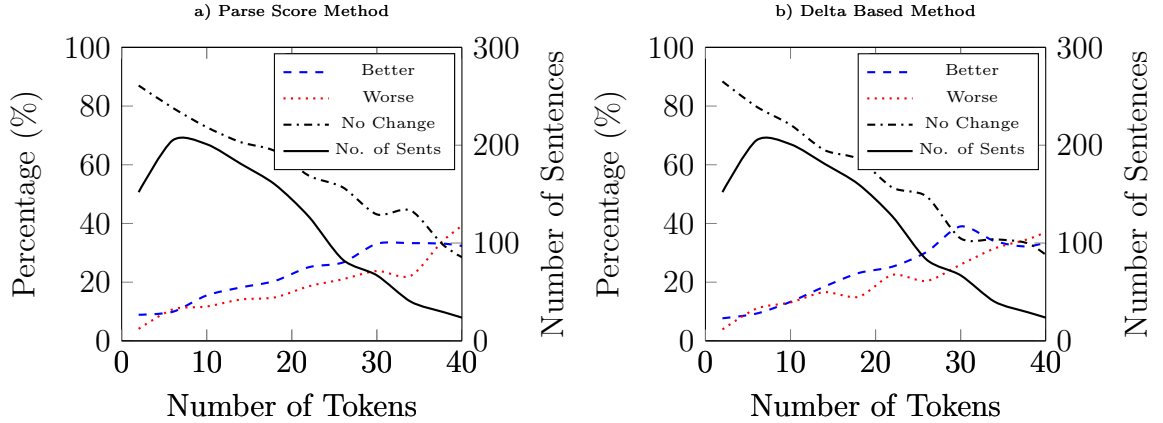 a) Parse Score Method
100
80
60
40
20
0
Percentage (%)
300
200
100
0
Number of Sentences
Better
Worse
No Change
No. of Sents
0 10 20 30 40
Number of Tokens
b) Delta Based Method
100
80
60
40
20
0
Percentage (%)
300
200
100
0
Number of Sentences
Better
Worse
No Change
No. of Sents
0 10 20 30 40
Number of Tokens